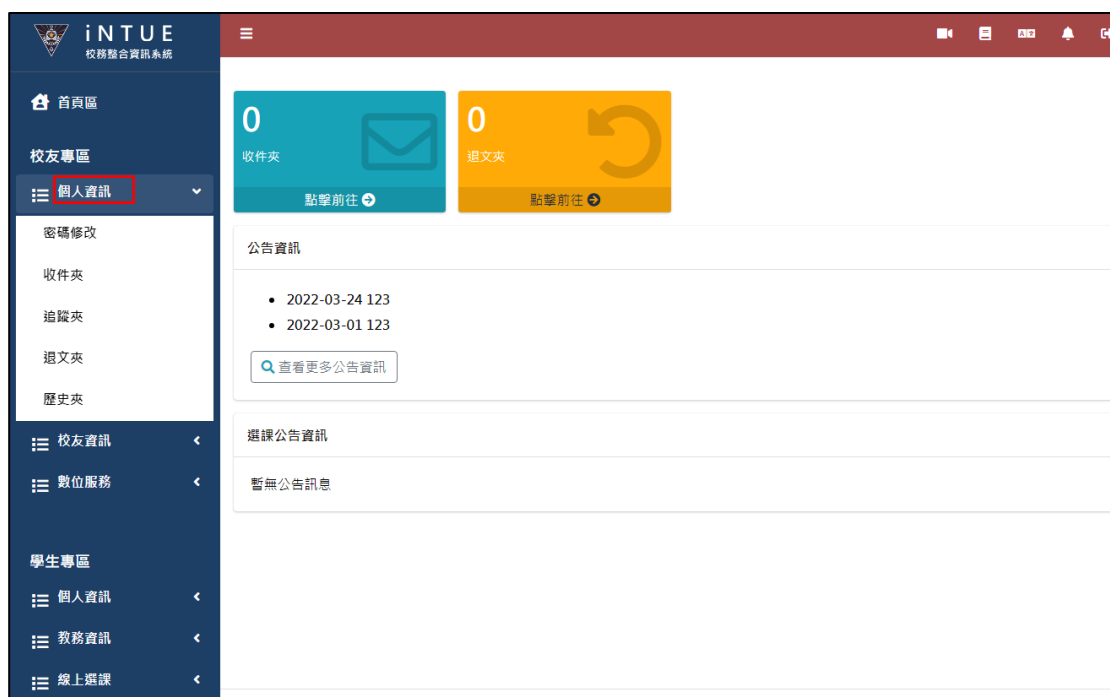 iNTUE
校務整合資訊系統
首頁區
校友專區
個人資訊
密碼修改
收件夾
追蹤夾
退文夾
歷史夾
校友資訊
數位服務
學生專區
個人資訊
教務資訊
線上選課
0
收件夾
點擊前往
0
退文夾
點擊前往
公告資訊
2022-03-24 123
2022-03-01 123
查看更多公告資訊
選課公告資訊
暫無公告訊息